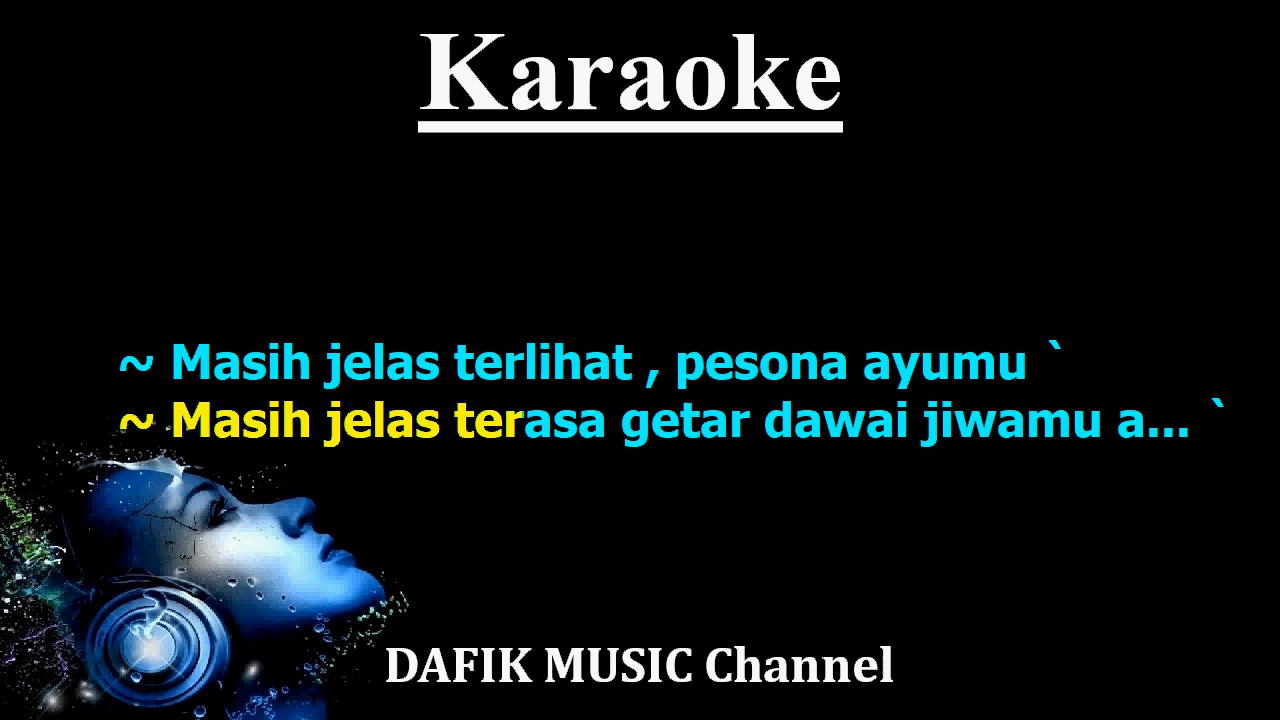 Karaoke
~ Masih jelas terlihat , pesona ayumu `
~ Masih jelas terasa getar dawai jiwamu a... `
DAFIK MUSIC Channel